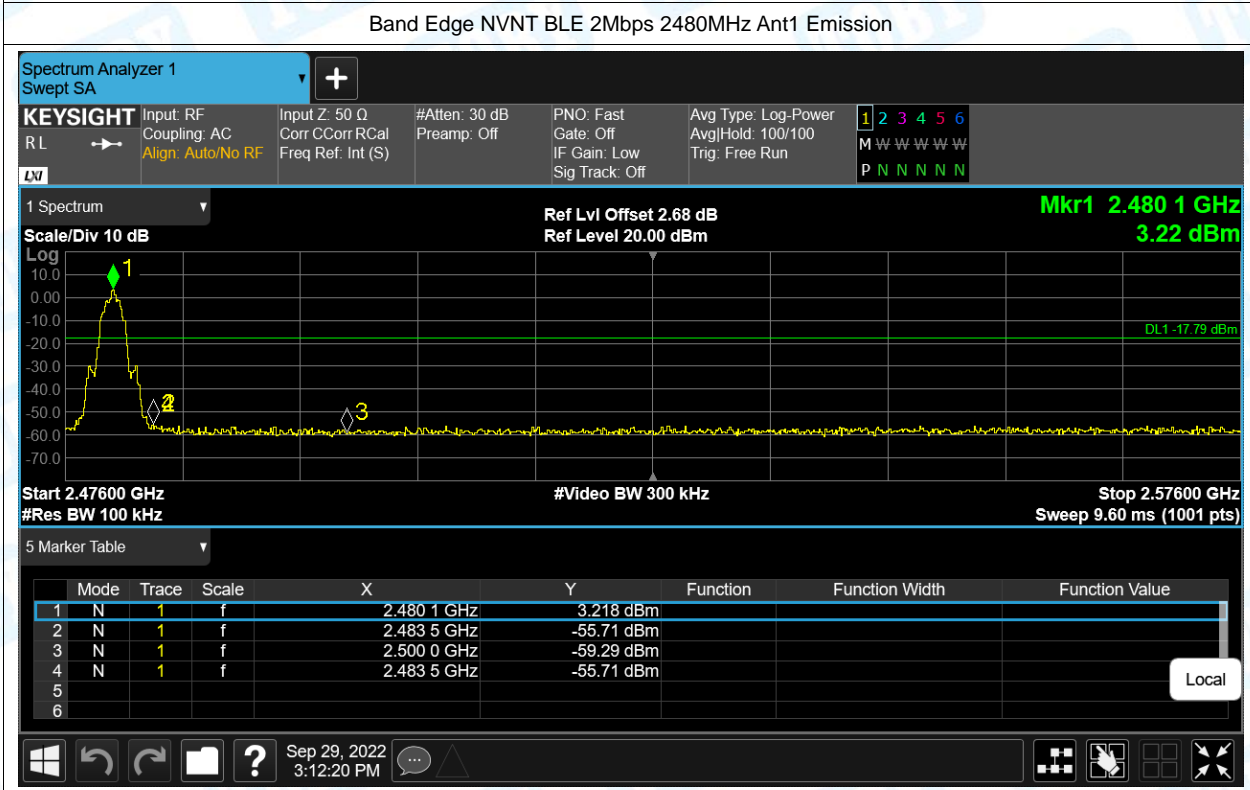 Band Edge NVNT BLE 2Mbps 2480MHz Ant1 Emission
Spectrum Analyzer 1
Swept SA
KEYSIGHT
RL
LXI
Input: RF
Coupling: AC
Align: Auto/No RF
Input Z: 50 Ω
Corr CCorr RCal
Freq Ref: Int (S)
#Atten: 30 dB
Preamp: Off
PNO: Fast
Gate: Off
IF Gain: Low
Sig Track: Off
Avg Type: Log-Power
Avg|Hold: 100/100
Trig: Free Run
1 2 3 4 5 6
M W W W W W
P N N N N N
1 Spectrum
Scale/Div 10 dB
Ref Lvl Offset 2.68 dB
Ref Level 20.00 dBm
Mkr1 2.480 1 GHz
3.22 dBm
Log
10.0
0.00
-10.0
-20.0
-30.0
-40.0
-50.0
-60.0
-70.0
1
3
DL1 -17.79 dBm
Start 2.47600 GHz
#Video BW 300 kHz
Stop 2.57600 GHz
#Res BW 100 kHz
Sweep 9.60 ms (1001 pts)
5 Marker Table
Mode Trace Scale X Y Function Function Width Function Value
1 N 1 f 2.480 1 GHz 3.218 dBm
2 N 1 f 2.483 5 GHz -55.71 dBm
3 N 1 f 2.500 0 GHz -59.29 dBm
4 N 1 f 2.483 5 GHz -55.71 dBm
5
6
Local
?
Sep 29, 2022
3:12:20 PM